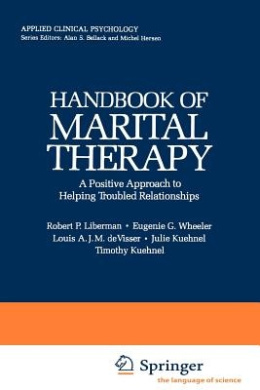 APPLIED CLINICAL PSYCHOLOGY
Series Editors: Alan S. Bellack and Michel Hersen
HANDBOOK OF
MARITAL
THERAPY
A Positive Approach to
Helping Troubled Relationships
Robert P. Liberman • Eugenie G. Wheeler
Louis A.J.M. deVisser • Julie Kuehnel
Timothy Kuehnel
Springer
the language of science